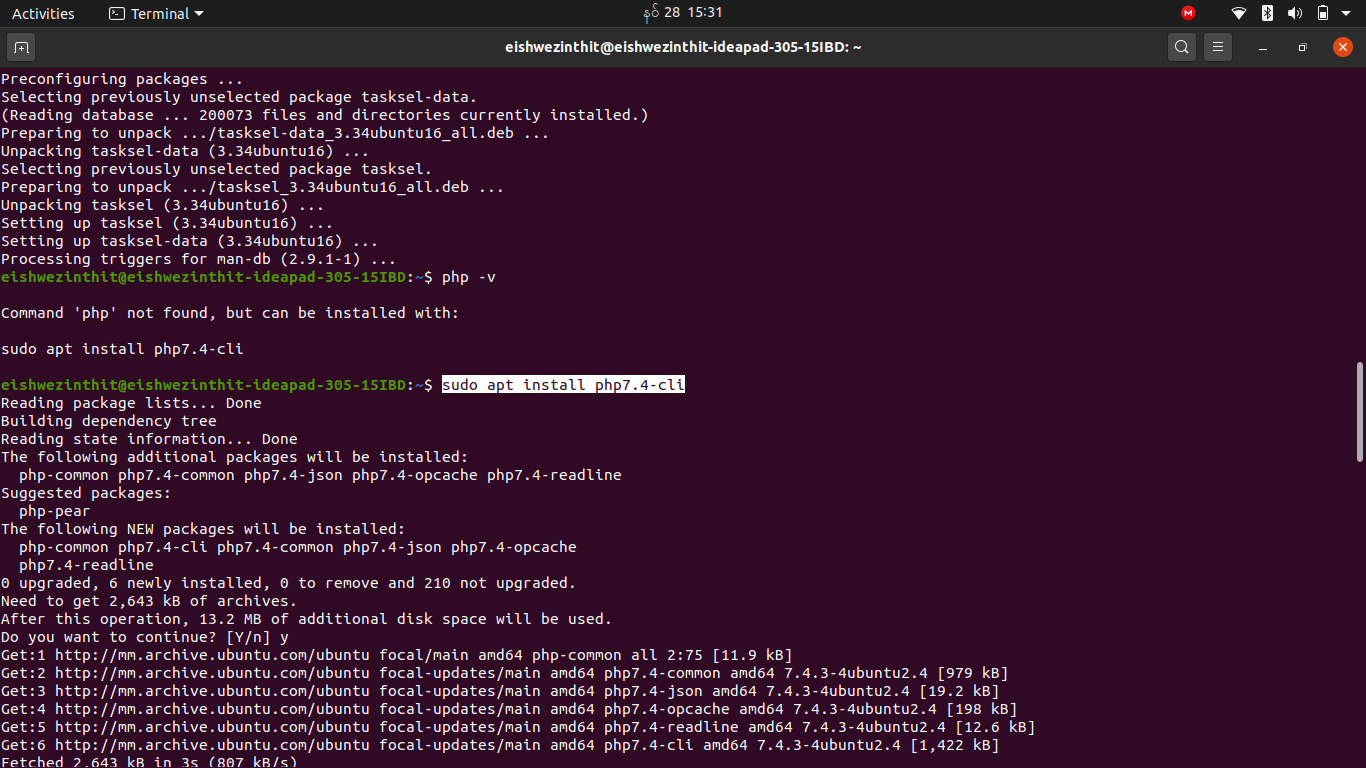 Activities Terminal နိုဝ် 28 15:31 M
eishwezinthit@eishwezinthit-ideapad-305-15IBD: ~
Preconfiguring packages ...
Selecting previously unselected package tasksel-data.
(Reading database ... 200073 files and directories currently installed.)
Preparing to unpack .../tasksel-data_3.34ubuntu16_all.deb ...
Unpacking tasksel-data (3.34ubuntu16) ...
Selecting previously unselected package tasksel.
Preparing to unpack .../tasksel_3.34ubuntu16_all.deb ...
Unpacking tasksel (3.34ubuntu16) ...
Setting up tasksel (3.34ubuntu16) ...
Setting up tasksel-data (3.34ubuntu16) ...
Processing triggers for man-db (2.9.1-1) ...
eishwezinthit@eishwezinthit-ideapad-305-15IBD:~$ php -v
Command 'php' not found, but can be installed with:
sudo apt install php7.4-cli
eishwezinthit@eishwezinthit-ideapad-305-15IBD:~$ sudo apt install php7.4-cli
Reading package lists... Done
Building dependency tree
Reading state information... Done
The following additional packages will be installed:
php-common php7.4-common php7.4-json php7.4-opcache php7.4-readline
Suggested packages:
php-pear
The following NEW packages will be installed:
php-common php7.4-cli php7.4-common php7.4-json php7.4-opcache
php7.4-readline
0 upgraded, 6 newly installed, 0 to remove and 210 not upgraded.
Need to get 2,643 kB of archives.
After this operation, 13.2 MB of additional disk space will be used.
Do you want to continue? [Y/n] y
Get:1 http://mm.archive.ubuntu.com/ubuntu focal/main amd64 php-common all 2:75 [11.9 kB]
Get:2 http://mm.archive.ubuntu.com/ubuntu focal-updates/main amd64 php7.4-common amd64 7.4.3-4ubuntu2.4 [979 kB]
Get:3 http://mm.archive.ubuntu.com/ubuntu focal-updates/main amd64 php7.4-json amd64 7.4.3-4ubuntu2.4 [19.2 kB]
Get:4 http://mm.archive.ubuntu.com/ubuntu focal-updates/main amd64 php7.4-opcache amd64 7.4.3-4ubuntu2.4 [198 kB]
Get:5 http://mm.archive.ubuntu.com/ubuntu focal-updates/main amd64 php7.4-readline amd64 7.4.3-4ubuntu2.4 [12.6 kB]
Get:6 http://mm.archive.ubuntu.com/ubuntu focal-updates/main amd64 php7.4-cli amd64 7.4.3-4ubuntu2.4 [1,422 kB]
Fetched 2,643 kB in 3s (807 kB/s)